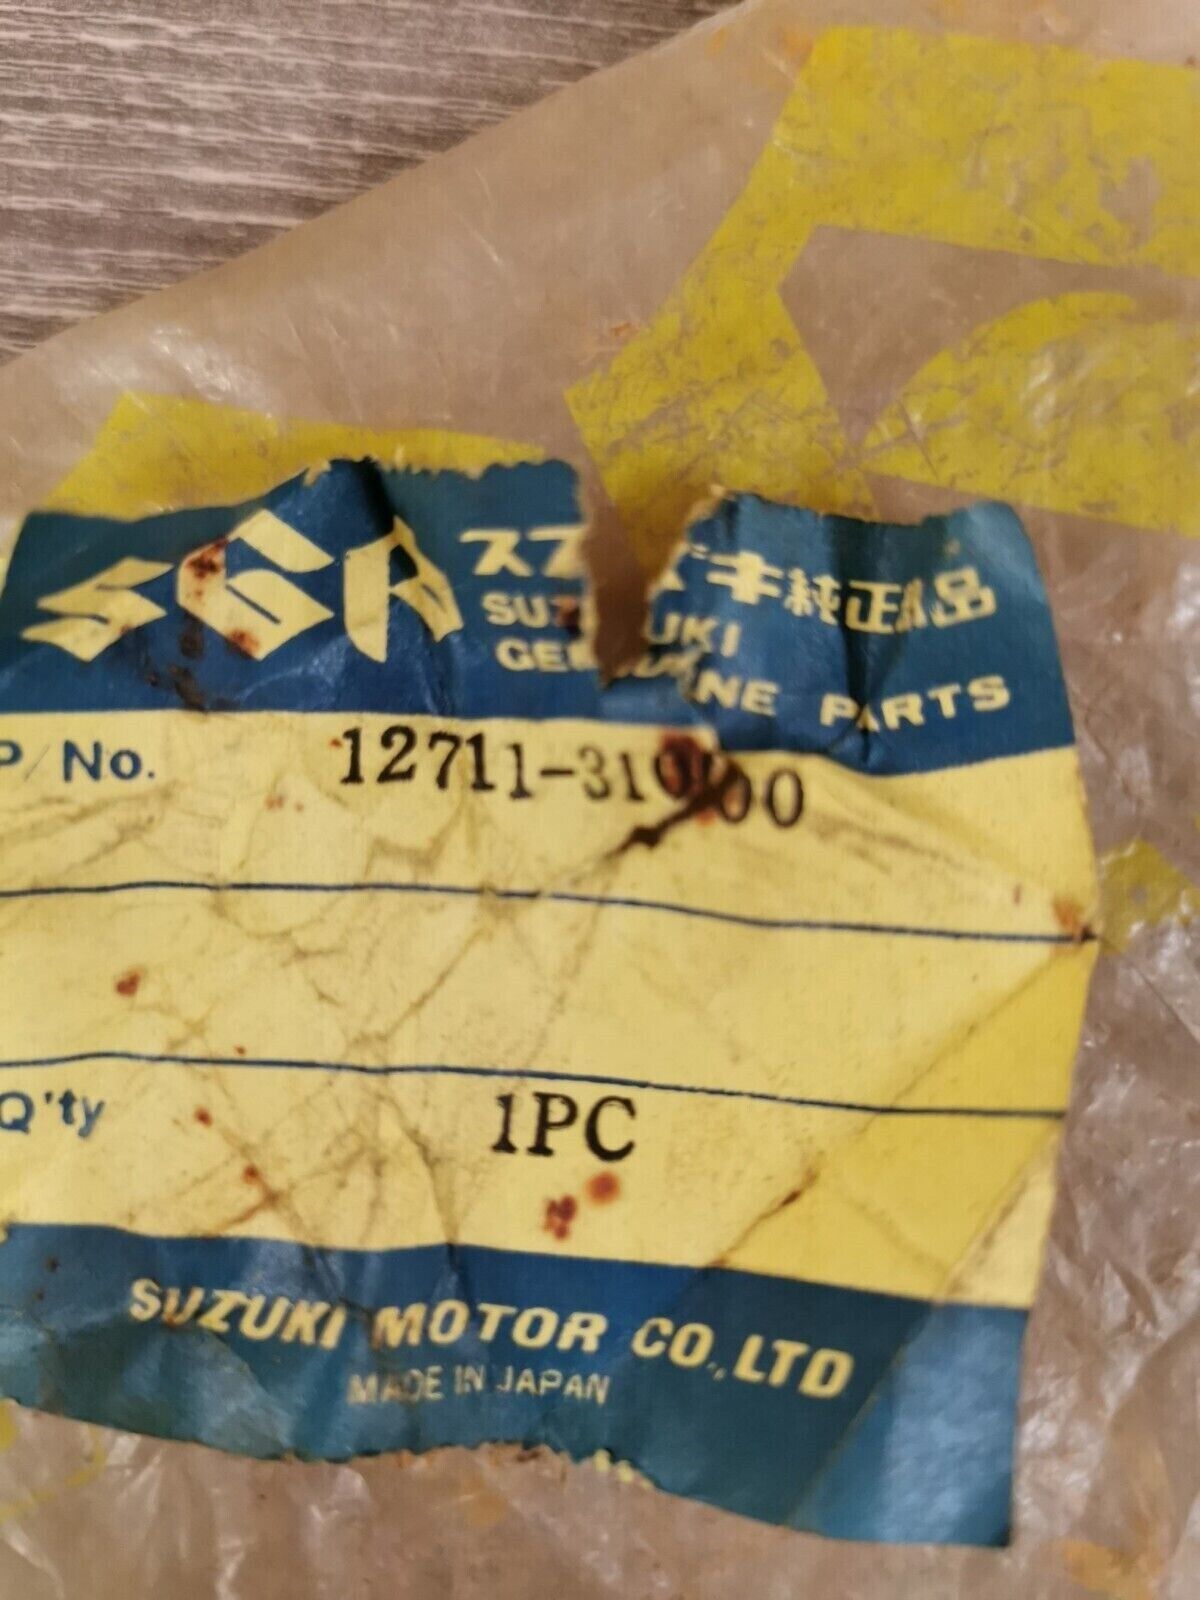 SGP
スズキ純正部品
SUZUKI
GENUINE PARTS
P/No. 12711-31000
Q'ty 1PC
SUZUKI MOTOR CO., LTD
MADE IN JAPAN